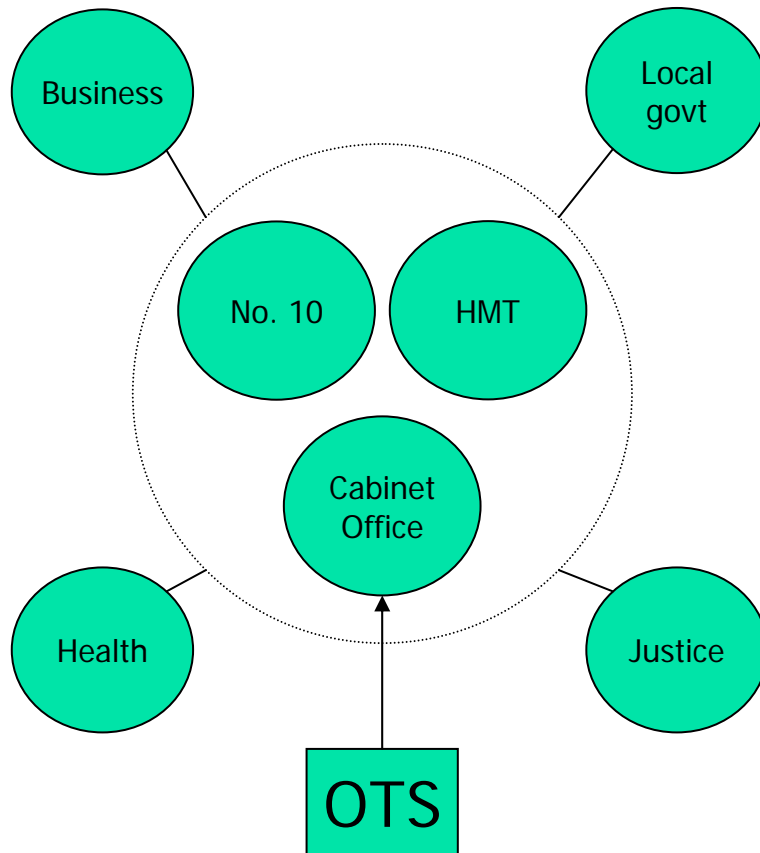 Business
Local
govt
No. 10
HMT
Cabinet
Office
Health
Justice
OTS